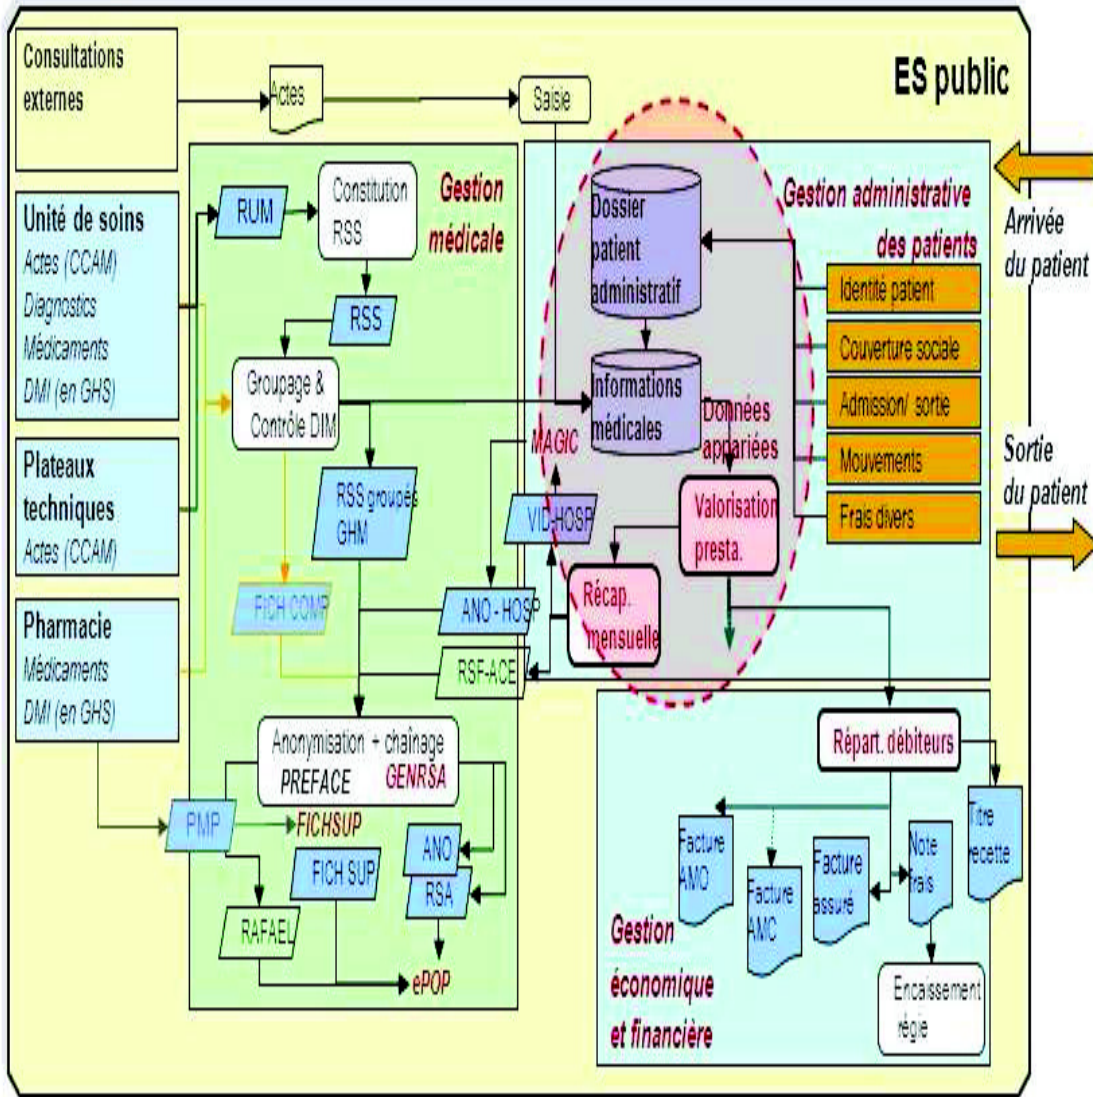 Consultations
externes
Actes
Saisie
ES public
Unité de soins
Actes (CCAM)
Diagnostics
Médicaments
DMI (en GHS)
Plateaux
techniques
Actes (CCAM)
Pharmacie
Médicaments
DMI (en GHS)
RUM
Constitution
RSS
Gestion
médicale
RSS
Groupage &
Contrôle DIM
RSS groupés
GHM
FICH COMP
ANO - HOSP
RSF-ACE
Anonymisation + chaînage
PREFACE
GENRSA
PMP
FICHSUP
FICH SUP
ANO
RSA
RAFAEL
ePOP
Dossier
patient
administratif
Informations
médicales
MAGIC
VID-HOSP
Données
appariées
Valorisation
presta.
Récap.
mensuelle
Gestion administrative
des patients
Identité patient
Couverture sociale
Admission/ sortie
Mouvements
Frais divers
Arrivée
du patient
Sortie
du patient
Répart. débiteurs
Facture
AMO
Facture
AMC
Facture
assuré
Note
frais
Titre
recette
Encaissement
régie
Gestion
économique
et financière